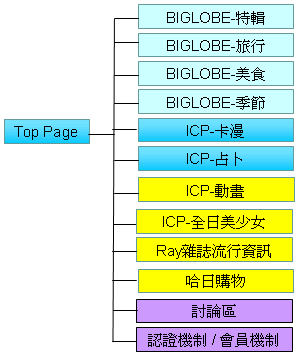 BIGLOBE-特輯
BIGLOBE-旅行
BIGLOBE-美食
BIGLOBE-季節
Top Page
ICP-卡漫
ICP-占卜
ICP-動畫
ICP-全日美少女
Ray雜誌流行資訊
哈日購物
討論區
認證機制 / 會員機制